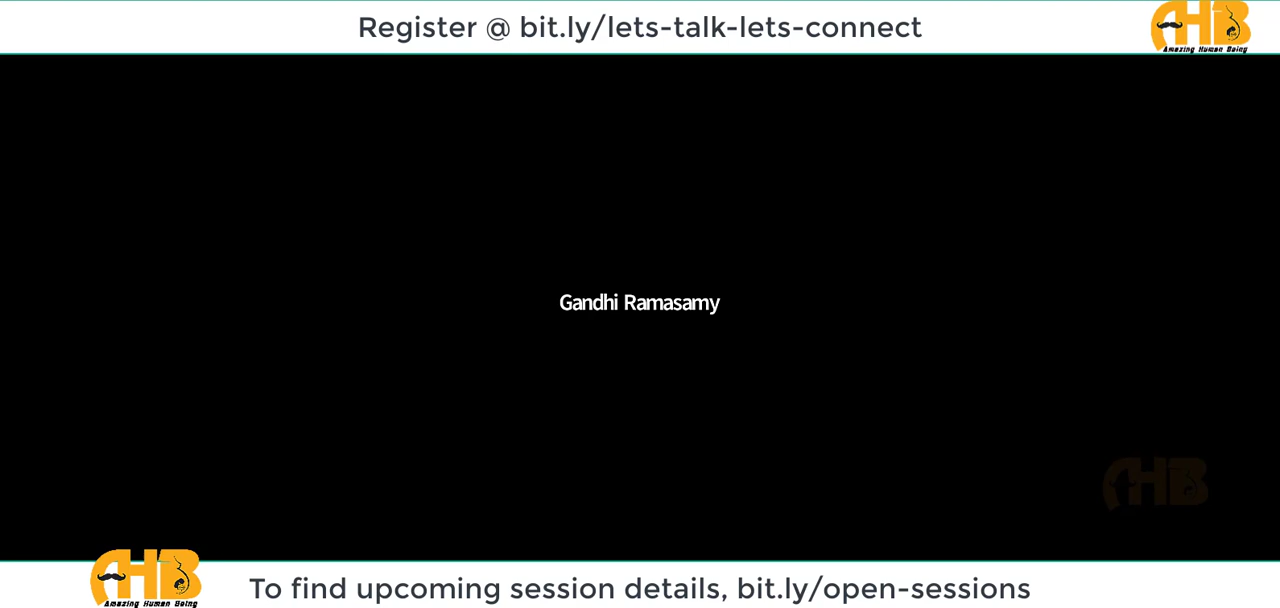 Register @ bit.ly/lets-talk-lets-connect
AHB
Amazing Human Being
Gandhi Ramasamy
AHB
AHB
Amazing Human Being
To find upcoming session details, bit.ly/open-sessions